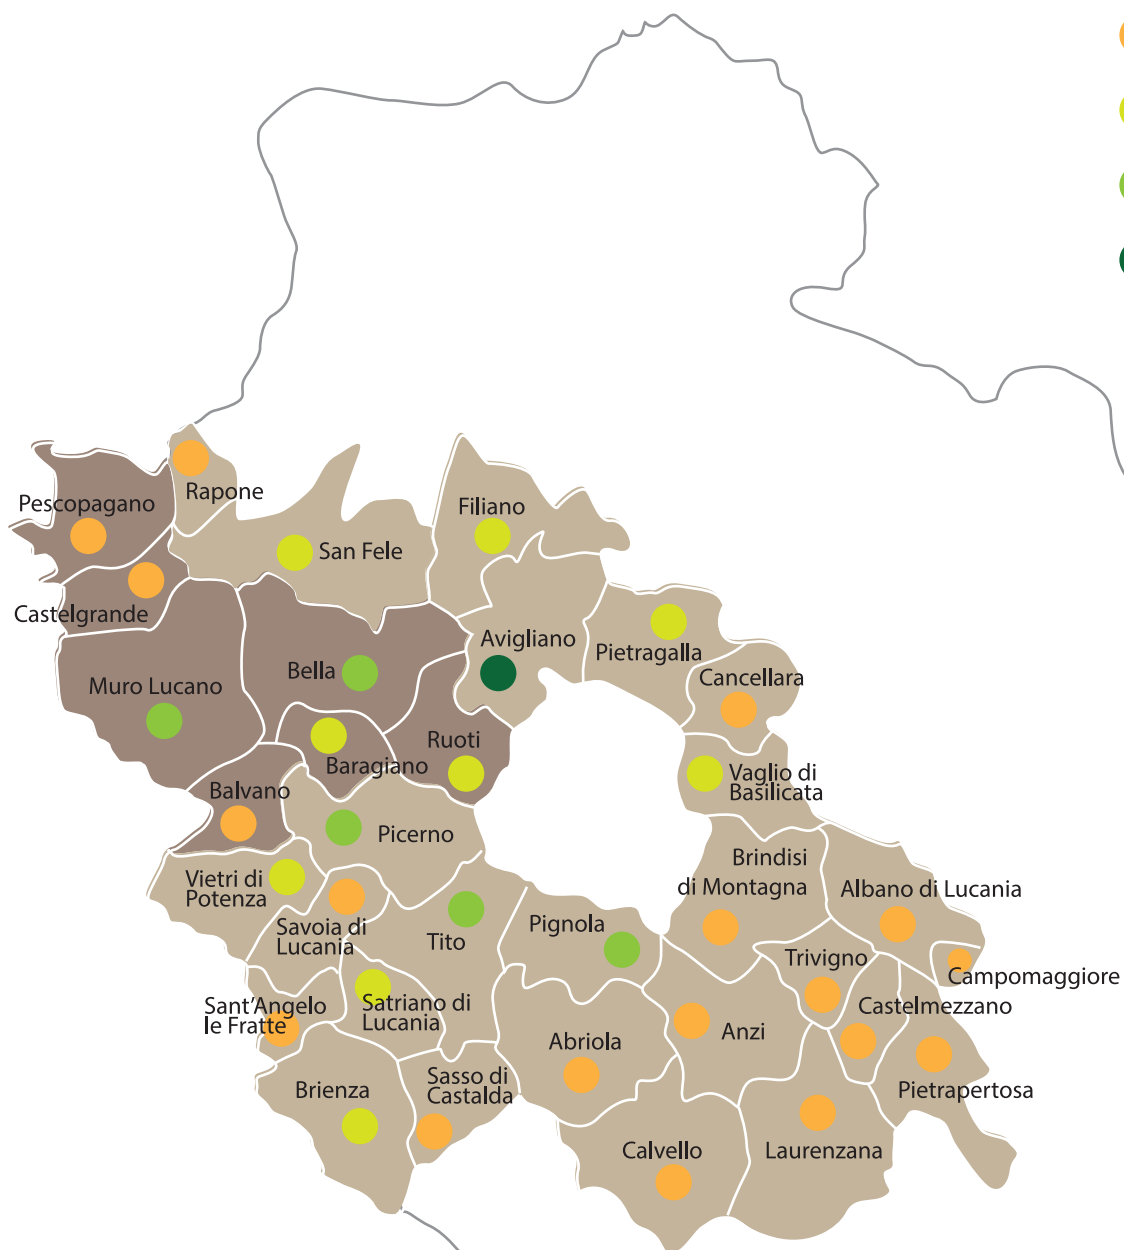 Rapone
Pescopagano
Filiano
San Fele
Castelgrande
Avigliano
Pietragalla
Bella
Cancellara
Muro Lucano
Ruoti
Baragiano
Vaglio di
Basilicata
Balvano
Picerno
Brindisi
di Montagna
Vietri di
Potenza
Albano di Lucania
Savoia di
Lucania
Tito
Pignola
Trivigno
Campomaggiore
Sant'Angelo
le Fratte
Satriano di
Lucania
Castelmezzano
Anzi
Abriola
Sasso di
Castalda
Brienza
Pietrapertosa
Calvello
Laurenzana